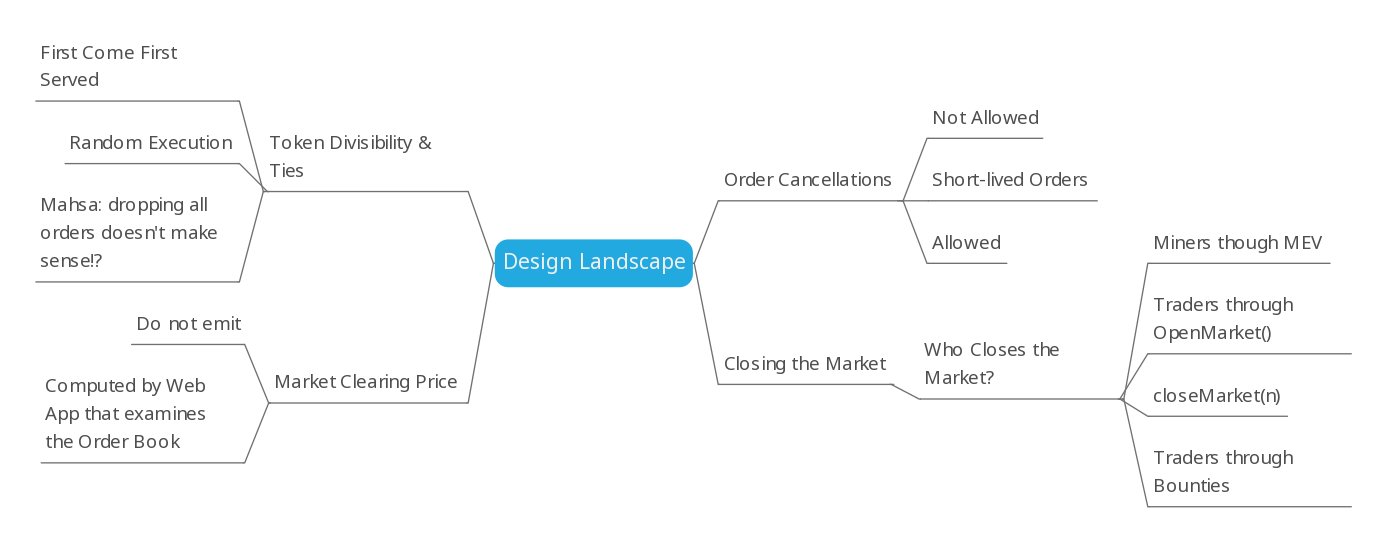 First Come First
Served
Random Execution
Token Divisibility &
Ties
Mahsa: dropping all
orders doesn't make
sense!?
Do not emit
Computed by Web
App that examines
the Order Book
Market Clearing Price
Design Landscape
Order Cancellations
Not Allowed
Short-lived Orders
Allowed
Closing the Market
Who Closes the
Market?
Miners though MEV
Traders through
OpenMarket()
closeMarket(n)
Traders through
Bounties